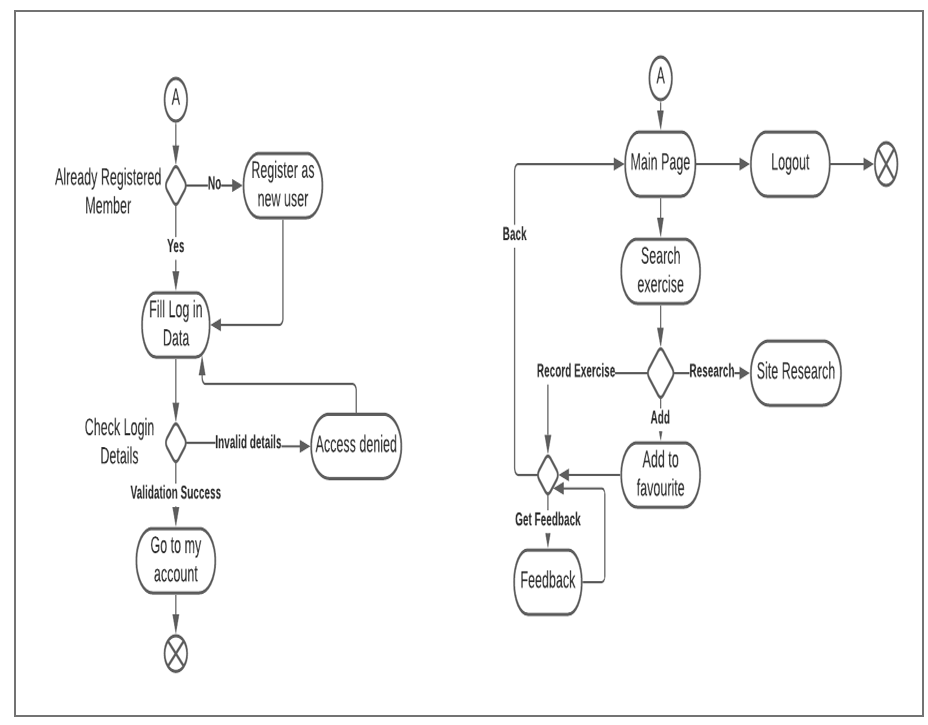 A
Already Registered
Member
No
Register as
new user
Yes
Fill Log in
Data
Check Login
Details
Invalid details
Access denied
Validation Success
Go to my
account
A
Main Page
Logout
Back
Search
exercise
Record Exercise
Research
Site Research
Add
Add to
favourite
Get Feedback
Feedback